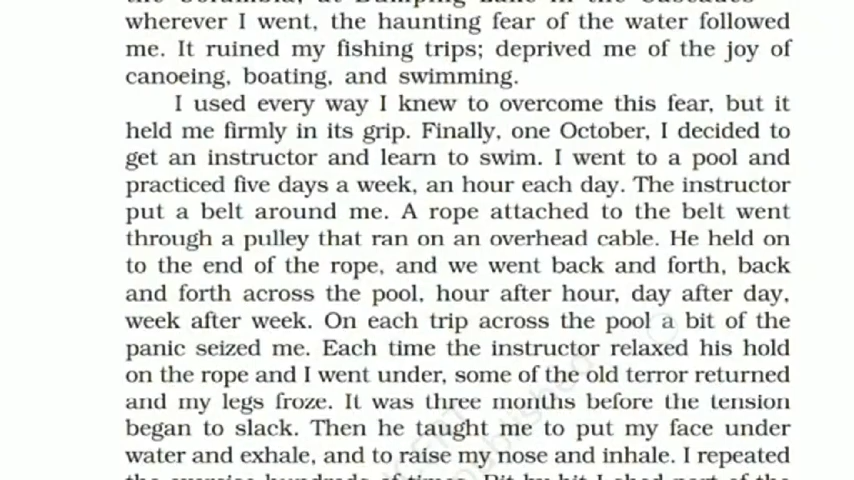 wherever I went, the haunting fear of the water followed
me. It ruined my fishing trips; deprived me of the joy of
canoeing, boating, and swimming.
I used every way I knew to overcome this fear, but it
held me firmly in its grip. Finally, one October, I decided to
get an instructor and learn to swim. I went to a pool and
practiced five days a week, an hour each day. The instructor
put a belt around me. A rope attached to the belt went
through a pulley that ran on an overhead cable. He held on
to the end of the rope, and we went back and forth, back
and forth across the pool, hour after hour, day after day,
week after week. On each trip across the pool a bit of the
panic seized me. Each time the instructor relaxed his hold
on the rope and I went under, some of the old terror returned
and my legs froze. It was three months before the tension
began to slack. Then he taught me to put my face under
water and exhale, and to raise my nose and inhale. I repeated